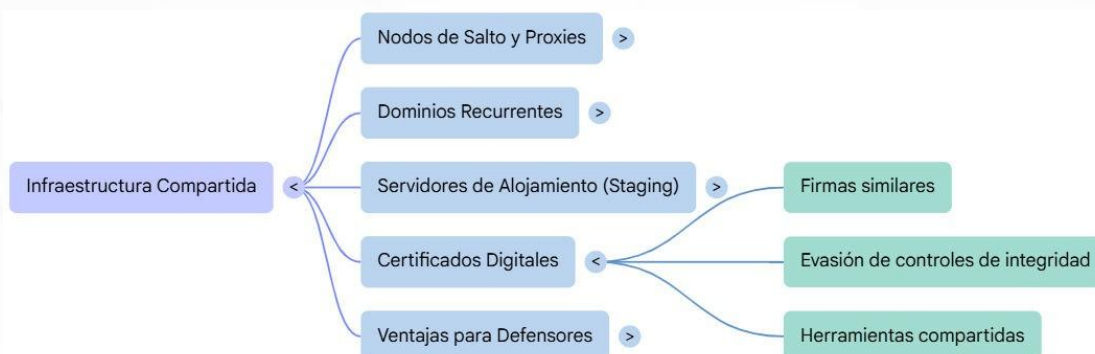 Nodos de Salto y Proxies >
Dominios Recurrentes >
Infraestructura Compartida <
Servidores de Alojamiento (Staging) >
Firmas similares
Certificados Digitales <
Evasión de controles de integridad
Ventajas para Defensores >
Herramientas compartidas